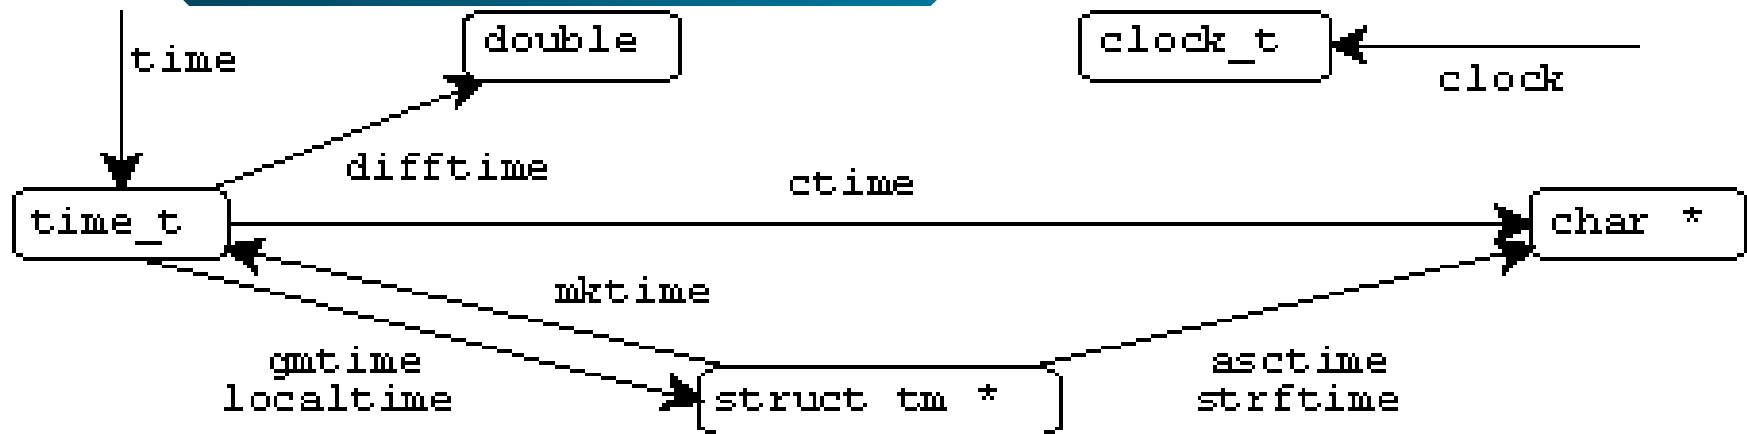 time
double
clock_t
clock
difftime
ctime
time_t
char *
mktime
gmtime
localtime
struct tm *
asctime
strftime